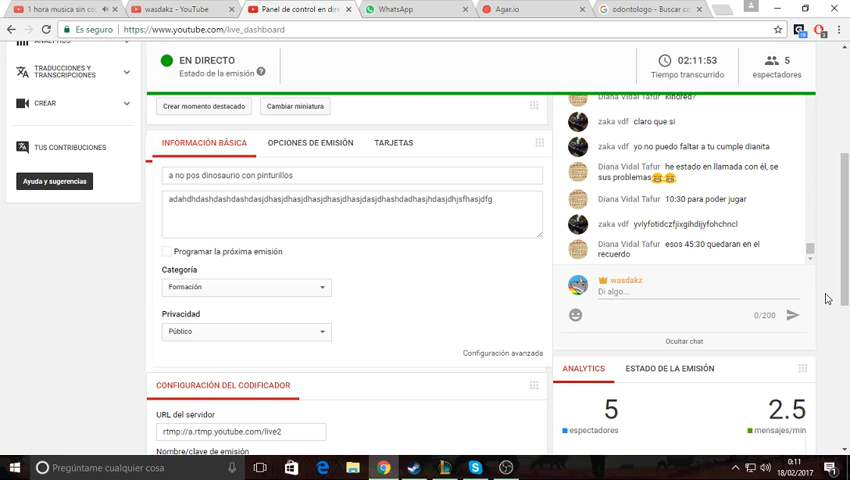 1 hora musica sin co
wasdakz - YouTube
Panel de control en dire
WhatsApp
Agar.io
odontologo - Buscar co
Es seguro
https://www.youtube.com/live_dashboard
ANALYTICS
TRADUCCIONES Y
TRANSCRIPCIONES
CREAR
TUS CONTRIBUCIONES
Ayuda y sugerencias
EN DIRECTO
Estado de la emisión
02:11:53
Tiempo transcurrido
5
espectadores
Crear momento destacado
Cambiar miniatura
INFORMACIÓN BÁSICA
OPCIONES DE EMISIÓN
TARJETAS
a no pos dinosaurio con pinturillos
adahdhdashdashdashdasjdhasjdhasjdhasjdhasjdhasjdasjdhashdadhashjhdasjdhjsfhasjdfg
Programar la próxima emisión
Categoría
Formación
Privacidad
Público
Configuración avanzada
CONFIGURACIÓN DEL CODIFICADOR
URL del servidor
rtmp://a.rtmp.youtube.com/live2
Nombre/clave de emisión
Diana Vidal Tafur kindred?
zaka vdf claro que si
zaka vdf yo no puedo faltar a tu cumple dianita
Diana Vidal Tafur he estado en llamada con él, se
sus problemas
Diana Vidal Tafur 10:30 para poder jugar
zaka vdf yvlyfotidczfjixgihdijyfohchncl
Diana Vidal Tafur esos 45:30 quedaran en el
recuerdo
wasdakz
Di algo...
0/200
Ocultar chat
ANALYTICS
ESTADO DE LA EMISIÓN
5
espectadores
2.5
mensajes/min
Pregúntame cualquier cosa
0:11
18/02/2017